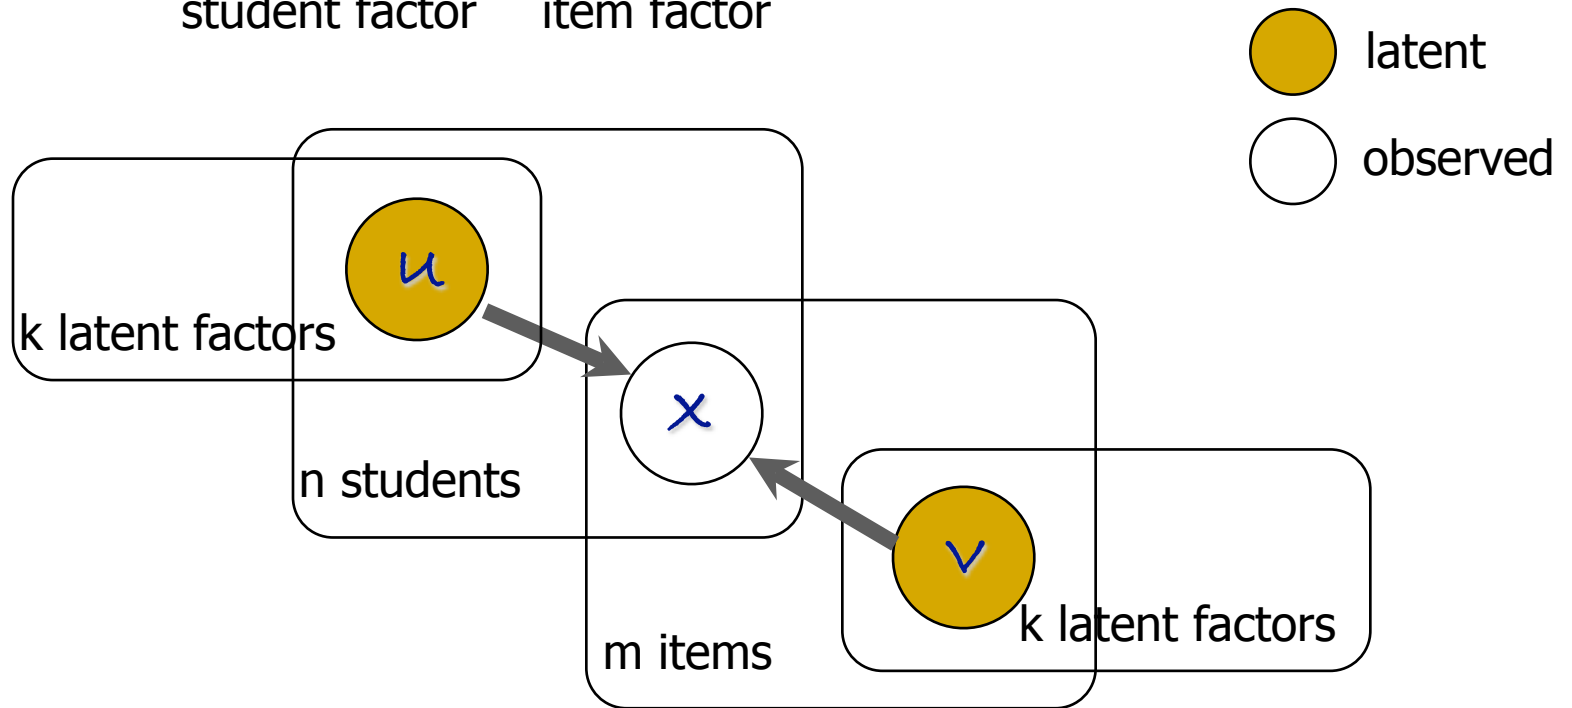 student factor item factor
latent
observed
u
k latent factors
x
n students
v
k latent factors
m items